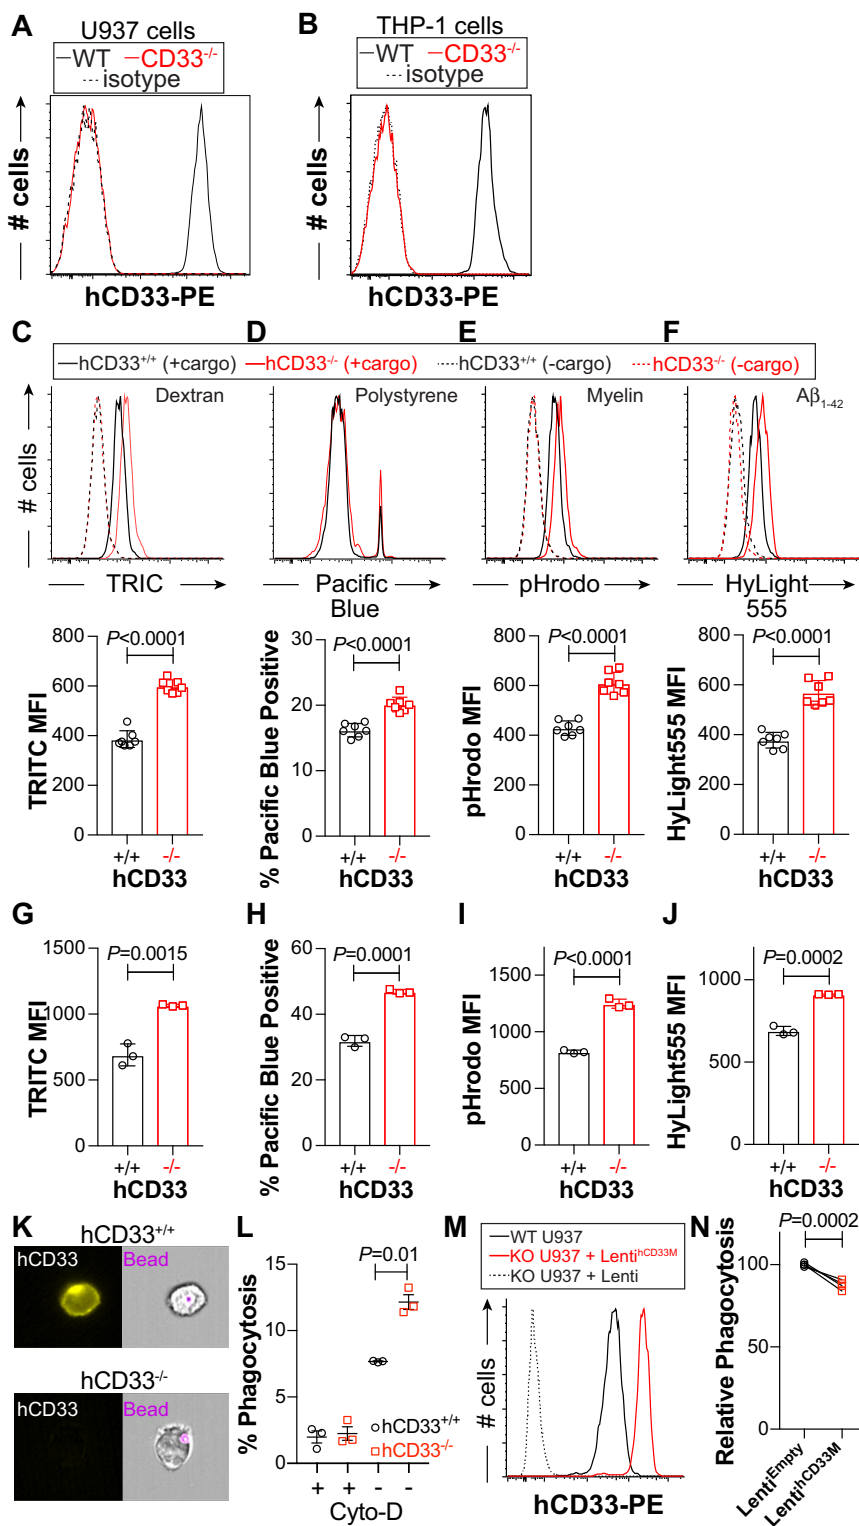 A
U937 cells
WT CD33-/-
isotype
# cells
hCD33-PE
B
THP-1 cells
WT CD33-/-
isotype
# cells
hCD33-PE
C D E F
hCD33+/+ (+cargo) hCD33-/- (+cargo) hCD33+/+ (-cargo) hCD33-/- (-cargo)
Dextran
Polystyrene
Myelin
Aβ1-42
# cells
TRIC
Pacific
Blue
pHrodo
HyLight
555
TRITC MFI
800
600
400
200
0
P<0.0001
+/+ -/-
hCD33
% Pacific Blue Positive
30
20
10
0
P<0.0001
+/+ -/-
hCD33
pHrodo MFI
800
600
400
200
0
P<0.0001
+/+ -/-
hCD33
HyLight555 MFI
800
600
400
200
0
P<0.0001
+/+ -/-
hCD33
G
TRITC MFI
1500
1000
500
0
P=0.0015
+/+ -/-
hCD33
H
% Pacific Blue Positive
60
40
20
0
P=0.0001
+/+ -/-
hCD33
I
pHrodo MFI
1500
1000
500
0
P<0.0001
+/+ -/-
hCD33
J
HyLight555 MFI
1000
500
0
P=0.0002
+/+ -/-
hCD33
K
hCD33+/+
hCD33 Bead
hCD33-/-
hCD33 Bead
L
% Phagocytosis
15
10
5
0
P=0.01
hCD33+/+
hCD33-/-
+ + - -
Cyto-D
M
WT U937
KO U937 + LentihCD33M
KO U937 + Lenti
# cells
hCD33-PE
N
Relative Phagocytosis
P=0.0002
100
50
0
LentiEmpty
LentihCD33M